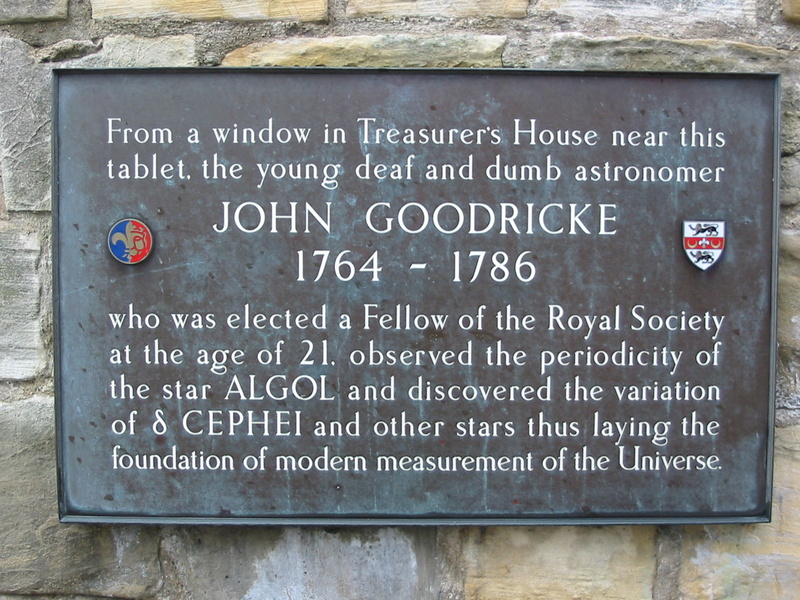 From a window in Treasurer's House near this
tablet, the young deaf and dumb astronomer
JOHN GOODRICKE
1764 - 1786
who was elected a Fellow of the Royal Society
at the age of 21, observed the periodicity of
the star ALGOL and discovered the variation
of δ CEPHEI and other stars thus laying the
foundation of modern measurement of the Universe.